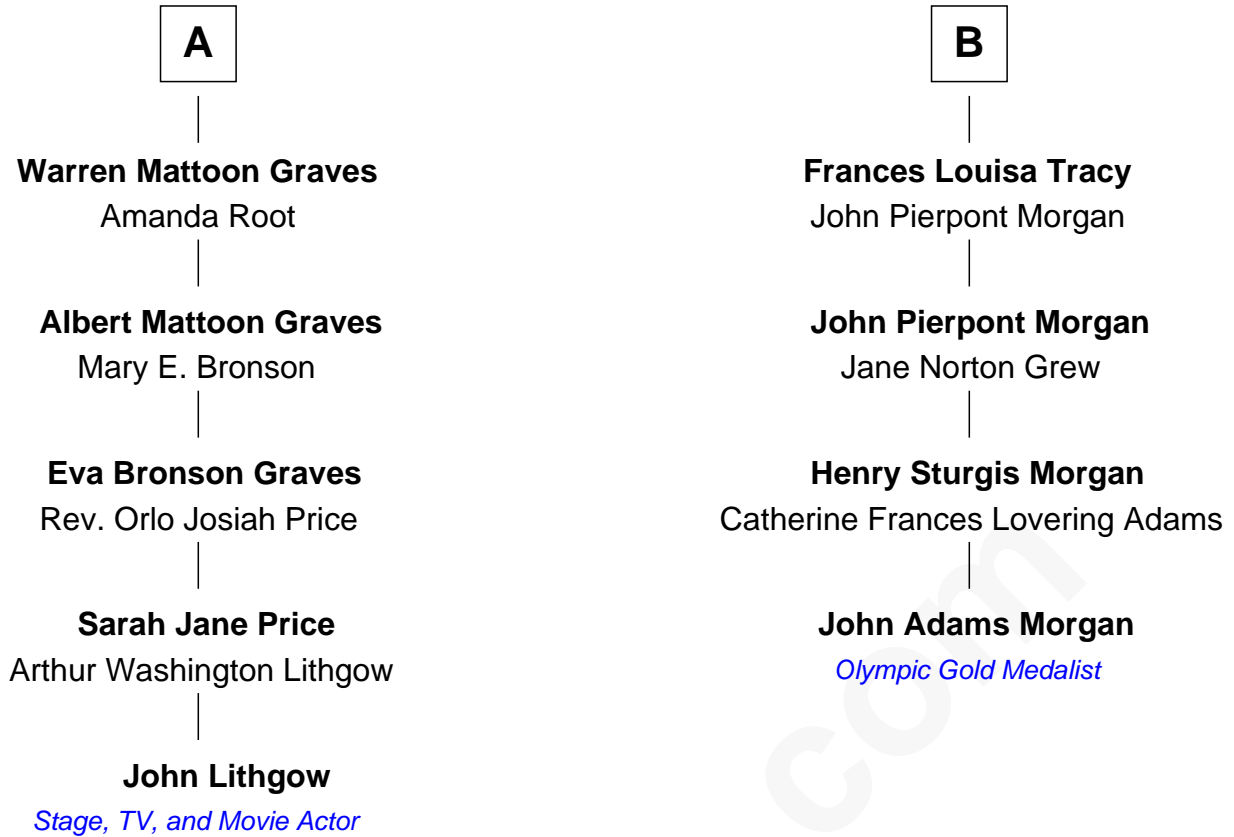 A
Warren Mattoon Graves
Amanda Root
Albert Mattoon Graves
Mary E. Bronson
Eva Bronson Graves
Rev. Orlo Josiah Price
Sarah Jane Price
Arthur Washington Lithgow
John Lithgow
Stage, TV, and Movie Actor
B
Frances Louisa Tracy
John Pierpont Morgan
John Pierpont Morgan
Jane Norton Grew
Henry Sturgis Morgan
Catherine Frances Lovering Adams
John Adams Morgan
Olympic Gold Medalist
com